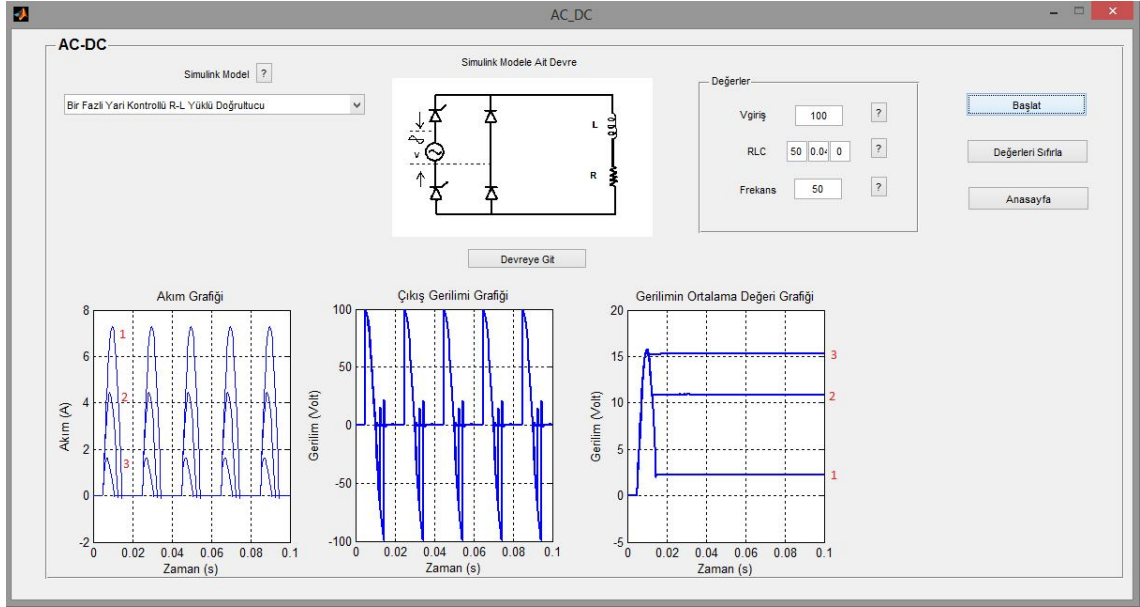 AC_DC
AC-DC
Simulink Model ?
Bir Fazli Yari Kontrollü R-L Yüklü Doğrultucu
Simulink Modele Ait Devre
v
L
R
Devreye Git
Değerler
Vgiriş 100 ?
RLC 50 0.04 0 ?
Frekans 50 ?
Başlat
Değerleri Sıfırla
Anasayfa
Akım Grafiği
Akım (A)
8
6
4
2
0
-2
1
2
3
0 0.02 0.04 0.06 0.08 0.1
Zaman (s)
Çıkış Gerilimi Grafiği
Gerilim (Volt)
100
50
0
-50
-100
0 0.02 0.04 0.06 0.08 0.1
Zaman (s)
Gerilimin Ortalama Değeri Grafiği
Gerilim (Volt)
20
15
10
5
0
-5
3
2
1
0 0.02 0.04 0.06 0.08 0.1
Zaman (s)